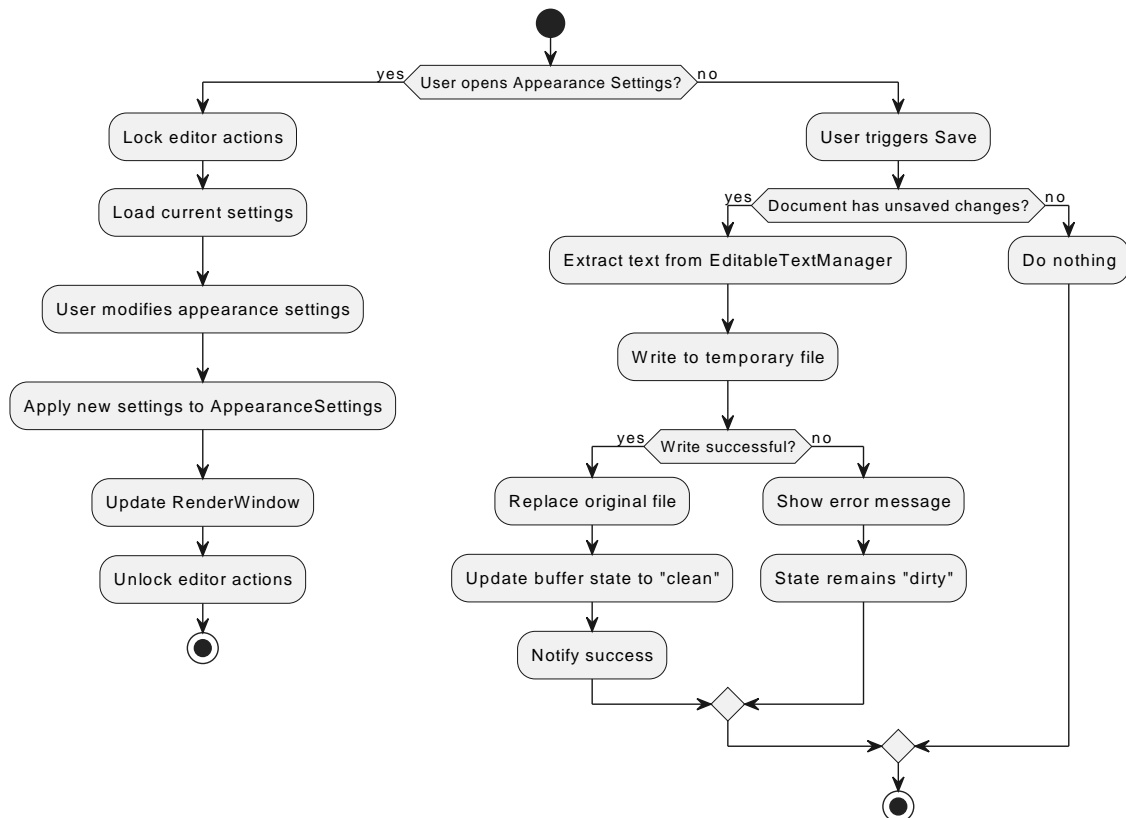 User opens Appearance Settings?
yes
no
Lock editor actions
Load current settings
User modifies appearance settings
Apply new settings to AppearanceSettings
Update RenderWindow
Unlock editor actions
User triggers Save
Document has unsaved changes?
yes
no
Extract text from EditableTextManager
Do nothing
Write to temporary file
Write successful?
yes
no
Replace original file
Update buffer state to "clean"
Notify success
Show error message
State remains "dirty"